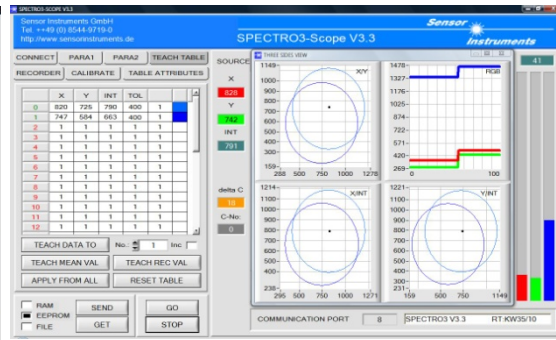 SPECTRO3-SCOPE V3.3
Sensor Instruments GmbH
Tel. ++49 (0) 8544-9719-0
http://www.sensorinstruments.de
SPECTRO3-Scope V3.3
Sensor
Instruments
CONNECT PARA1 PARA2 TEACH TABLE
RECORDER CALIBRATE TABLE ATTRIBUTES
X Y INT TOL
0 820 725 790 400 1
1 747 584 663 400 1
2 1 1 1 1 1
3 1 1 1 1 1
4 1 1 1 1 1
5 1 1 1 1 1
6 1 1 1 1 1
7 1 1 1 1 1
8 1 1 1 1 1
9 1 1 1 1 1
10 1 1 1 1 1
11 1 1 1 1 1
12 1 1 1 1 1
TEACH DATA TO No.: 1 Inc
TEACH MEAN VAL TEACH REC VAL
APPLY FROM ALL RESET TABLE
RAM
EEPROM
FILE
SEND GO
GET STOP
SOURCE
X
828
Y
742
INT
791
delta C
18
C-No:
0
THREE SIDES VIEW
X/Y
1149
1000
900
800
700
600
500
400
300
159
288 500 750 1000 1278
RGB
1478
1327
1176
1025
874
722
571
420
269
0 100
X/INT
1214
1100
1000
900
800
700
600
500
400
238
295 500 750 1000 1271
Y/INT
1221
1100
1000
900
800
700
600
500
400
300
231
159 500 750 1149
41
COMMUNICATION PORT 8 SPECTRO3 V3.3 RT:KW35/10